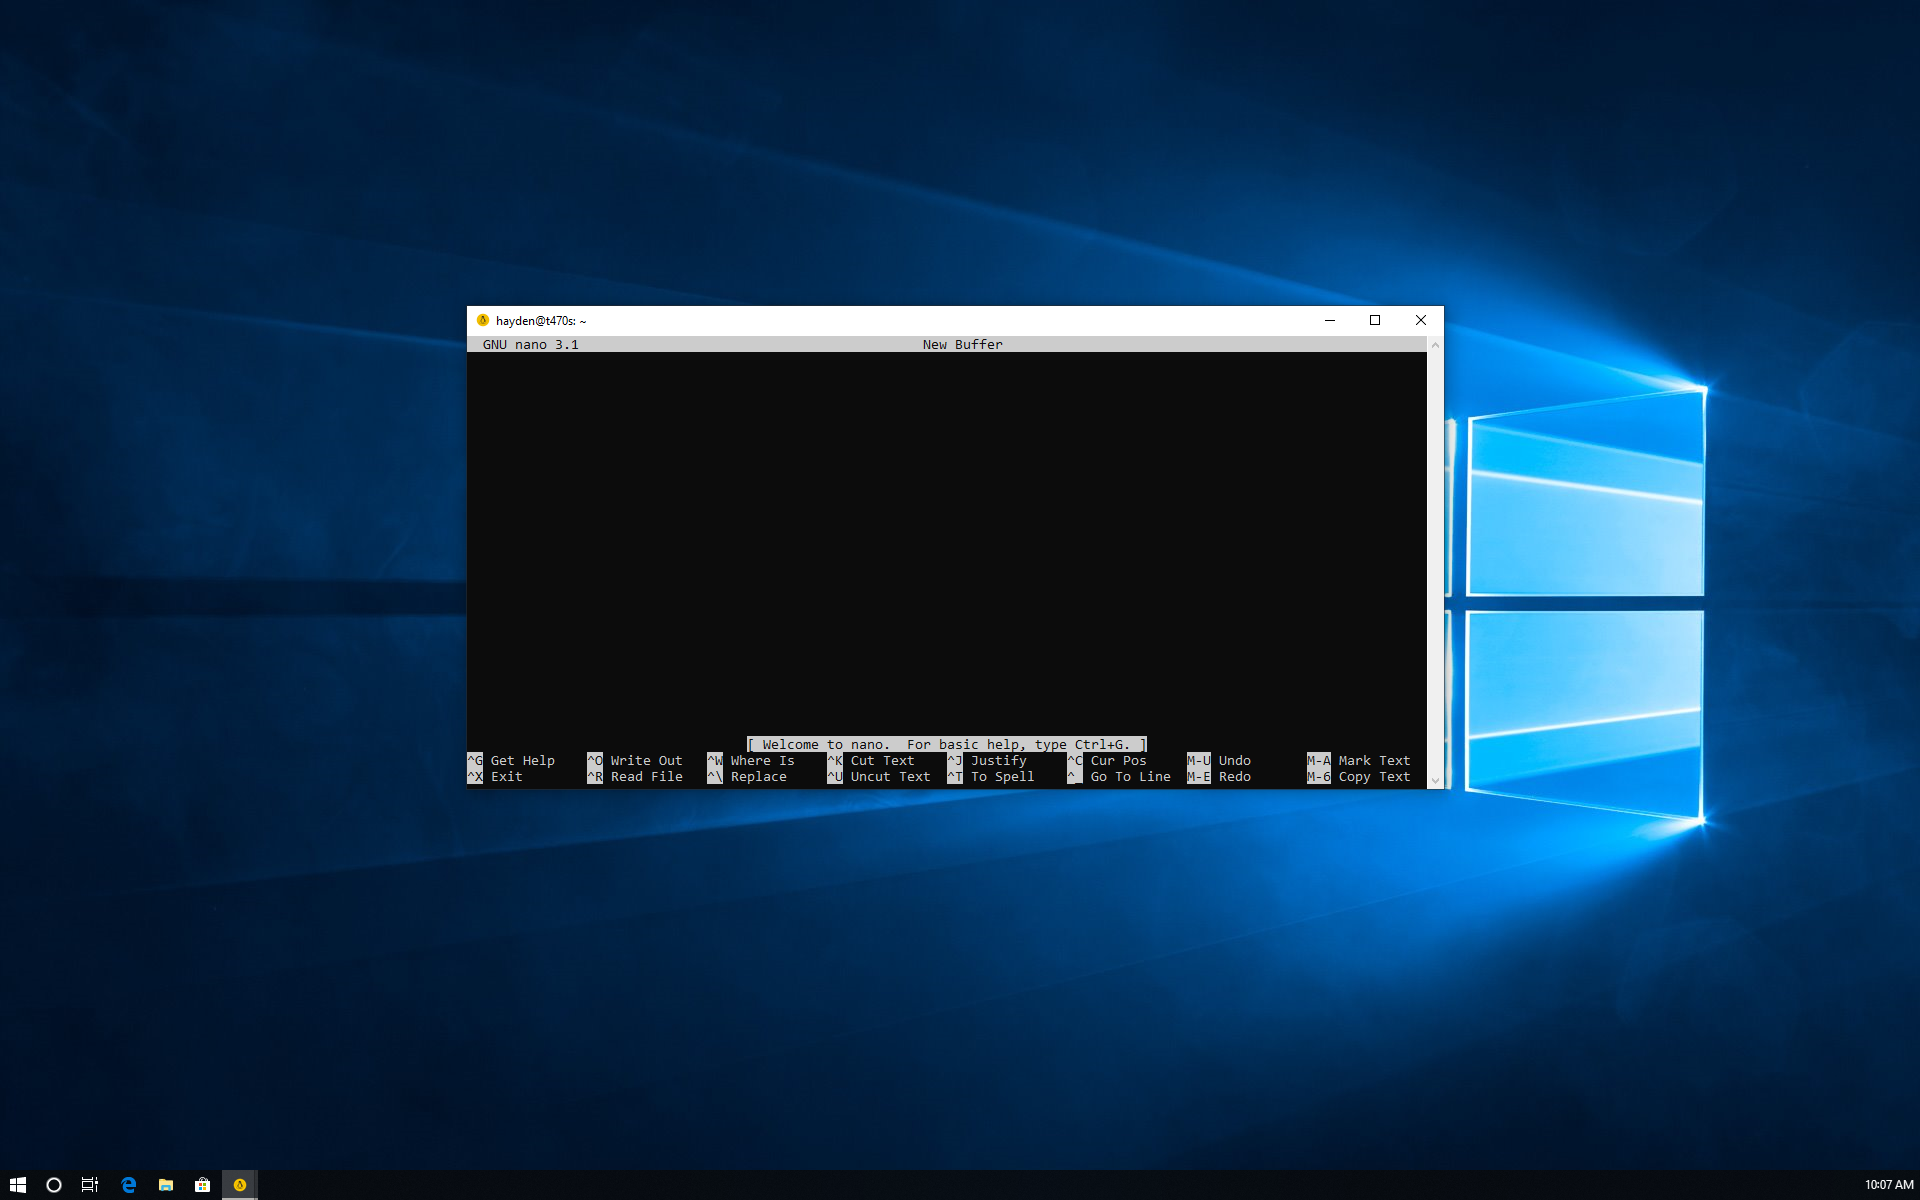 hayden@t470s: ~
GNU nano 3.1 New Buffer
[ Welcome to nano.  For basic help, type Ctrl+G. ]
^G Get Help ^O Write Out ^W Where Is ^K Cut Text ^J Justify ^C Cur Pos M-U Undo M-A Mark Text
^X Exit ^R Read File ^\ Replace ^U Uncut Text ^T To Spell ^_ Go To Line M-E Redo M-6 Copy Text
10:07 AM